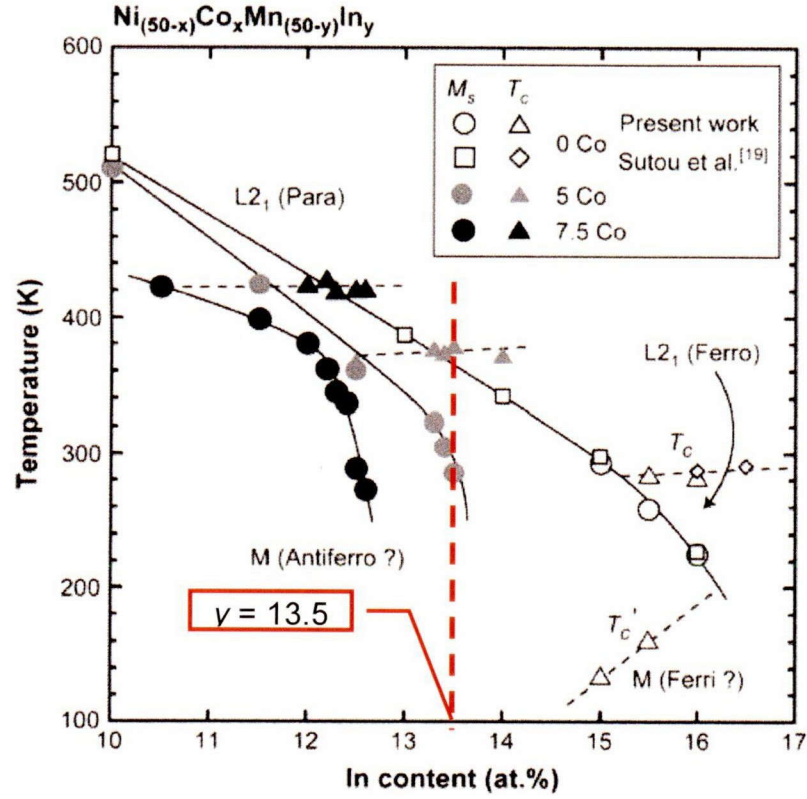 Ni(50-x)CoxMn(50-y)Iny
600
500
400
300
200
100
10
11
12
13
14
15
16
17
Temperature (K)
In content (at.%)
Ms Tc
0 Co
Present work
Sutou et al.[19]
5 Co
7.5 Co
L21 (Para)
L21 (Ferro)
Tc
M (Antiferro ?)
y = 13.5
Tc'
M (Ferri ?)